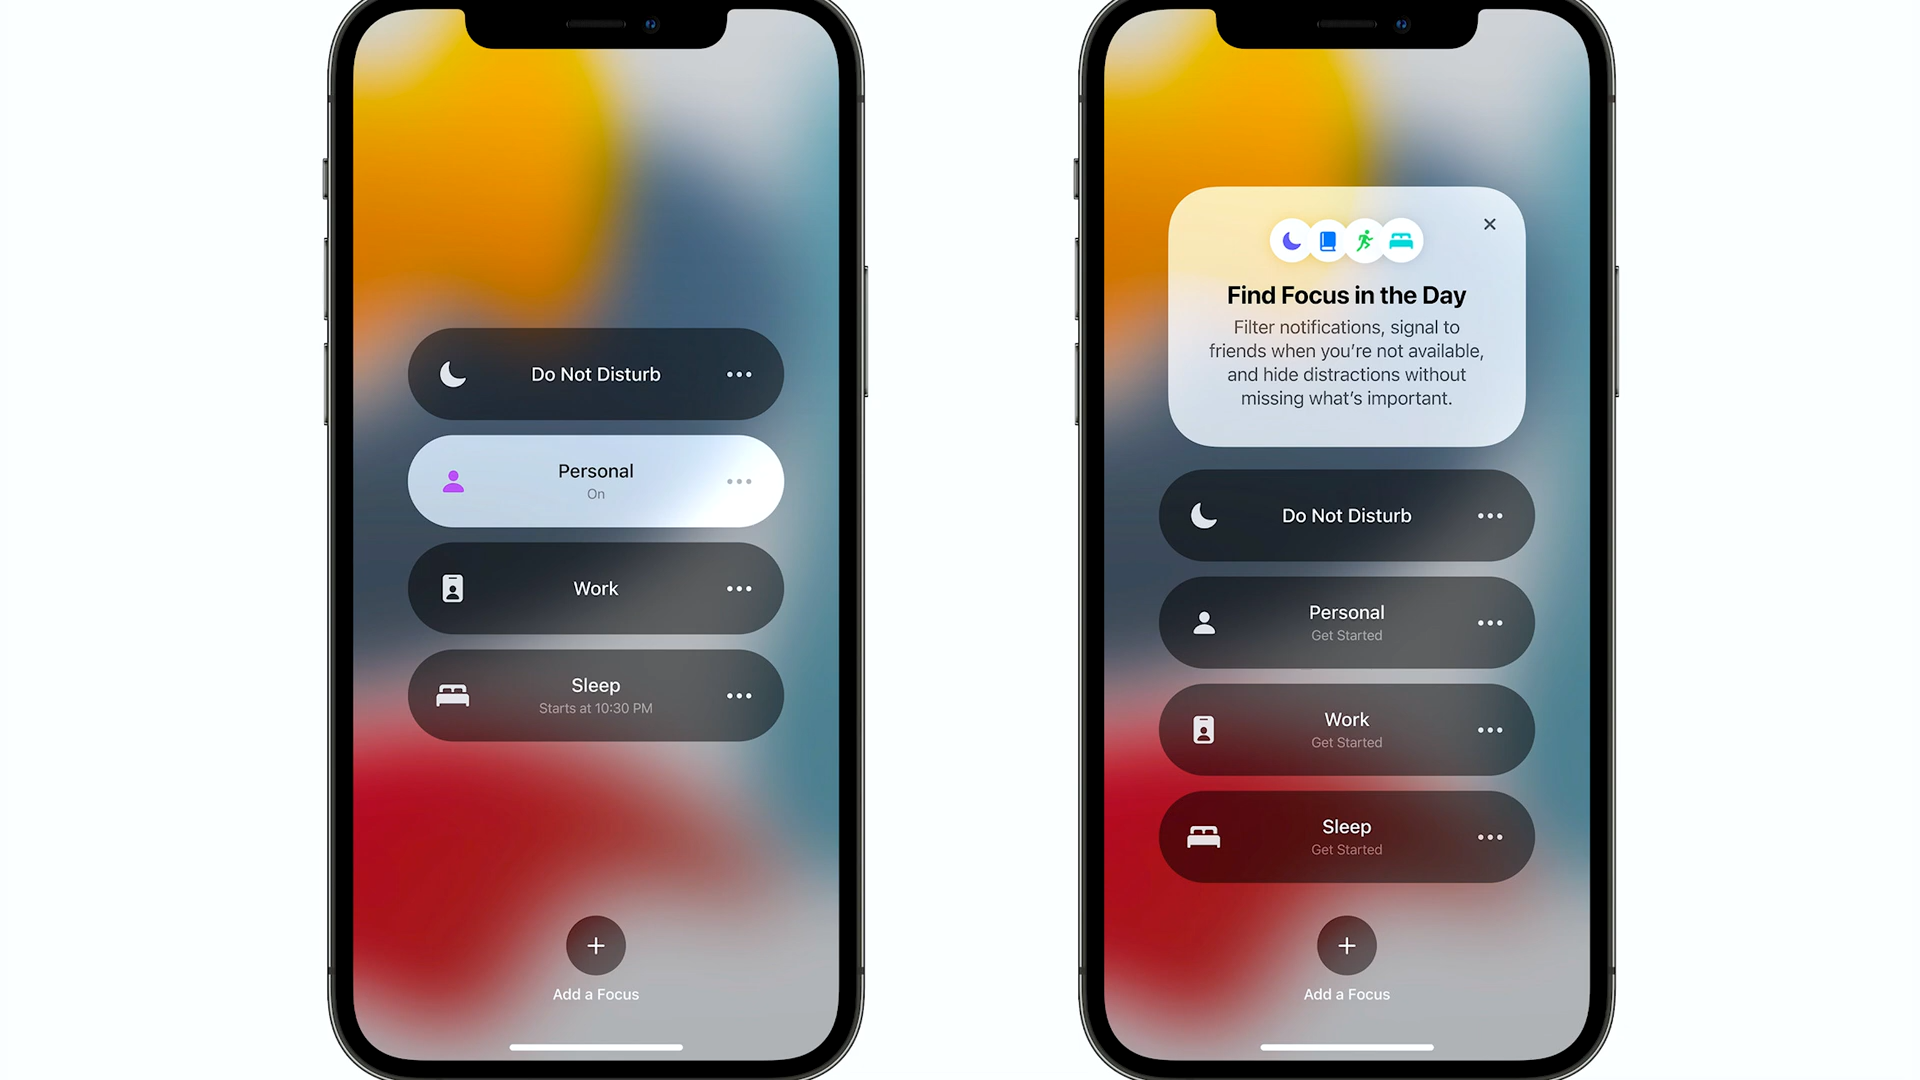 Do Not Disturb
Personal
On
Work
Sleep
Starts at 10:30 PM
Add a Focus
Find Focus in the Day
Filter notifications, signal to
friends when you’re not available,
and hide distractions without
missing what’s important.
Do Not Disturb
Personal
Get Started
Work
Get Started
Sleep
Get Started
Add a Focus